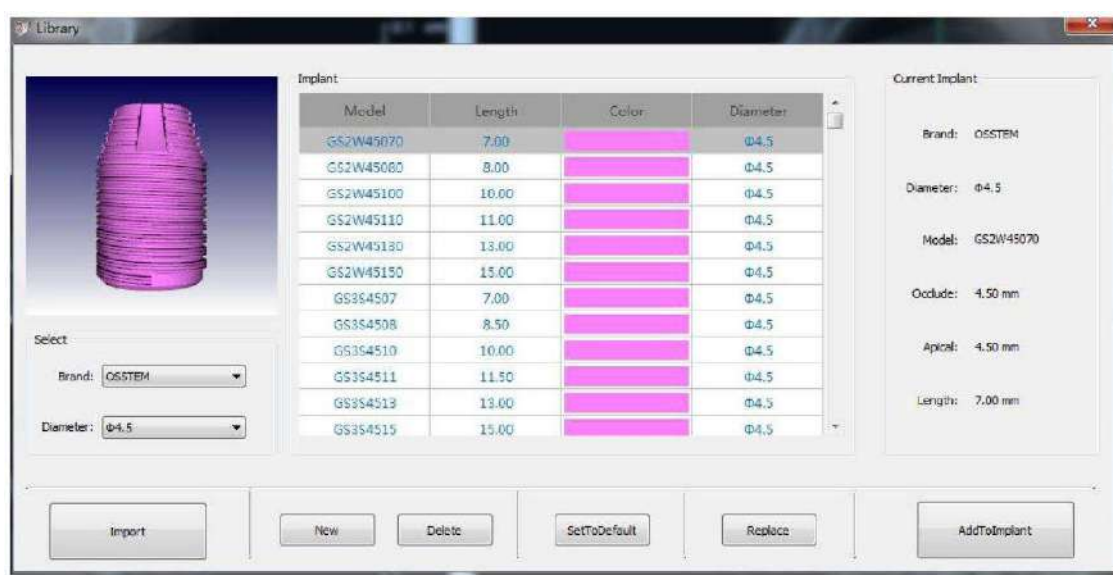 Library
Implant
Model Length Color Diameter
GS2W45070 7.00 Φ4.5
GS2W45080 8.00 Φ4.5
GS2W45100 10.00 Φ4.5
GS2W45110 11.00 Φ4.5
GS2W45130 13.00 Φ4.5
GS2W45150 15.00 Φ4.5
GS3S4507 7.00 Φ4.5
GS3S4508 8.50 Φ4.5
GS3S4510 10.00 Φ4.5
GS3S4511 11.50 Φ4.5
GS3S4513 13.00 Φ4.5
GS3S4515 15.00 Φ4.5
Select
Brand: OSSTEM
Diameter: Φ4.5
Current Implant
Brand: OSSTEM
Diameter: Φ4.5
Model: GS2W45070
Occlude: 4.50 mm
Apical: 4.50 mm
Length: 7.00 mm
Import New Delete SetToDefault Replace AddToImplant